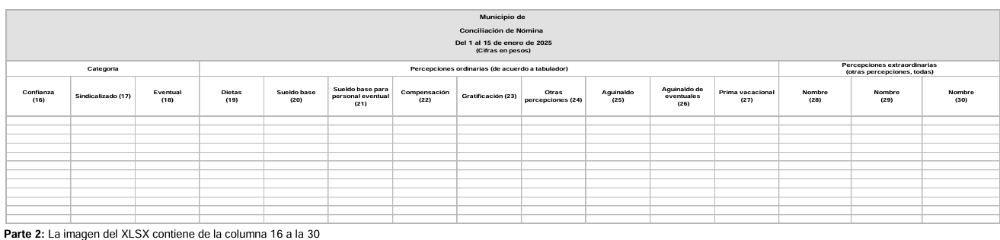 Municipio de
Conciliación de Nómina
Del 1 al 15 de enero de 2025
(Cifras en pesos)
Categoría
Percepciones ordinarias (de acuerdo a tabulador)
Percepciones extraordinarias
(otras percepciones, todas)
Confianza
(16)
Sindicalizado (17)
Eventual
(18)
Dietas
(19)
Sueldo base
(20)
Sueldo base para
personal eventual
(21)
Compensación
(22)
Gratificación (23)
Otras
percepciones (24)
Aguinaldo
(25)
Aguinaldo de
eventuales
(26)
Prima vacacional
(27)
Nombre
(28)
Nombre
(29)
Nombre
(30)
Parte 2: La imagen del XLSX contiene de la columna 16 a la 30